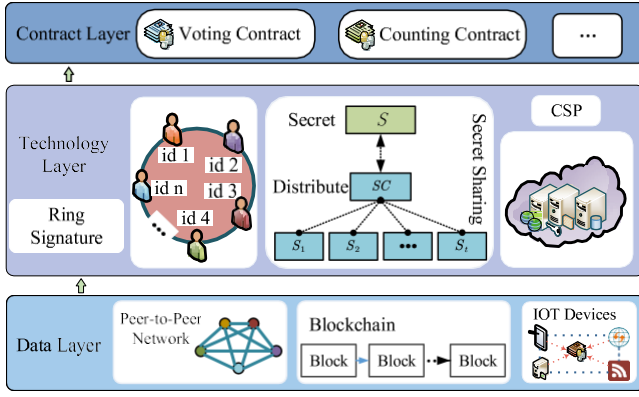 Contract Layer
Voting Contract
Counting Contract
...
Technology
Layer
Ring
Signature
id 1
id 2
id n
id 3
id 4
...
Secret
S
Distribute
SC
Secret Sharing
S1
S2
...
St
CSP
Data Layer
Peer-to-Peer
Network
Blockchain
Block
Block
...
Block
IOT Devices